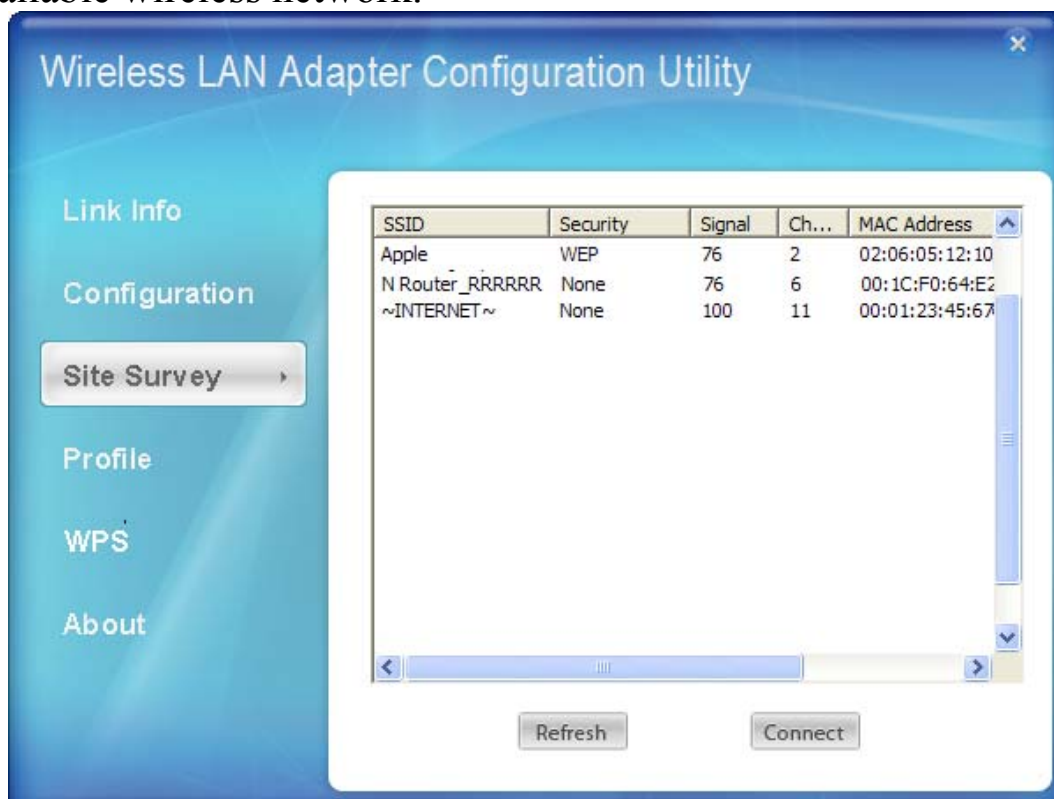 wireless network.
Wireless LAN Adapter Configuration Utility
Link Info
Configuration
Site Survey
Profile
WPS
About
SSID Security Signal Ch... MAC Address
Apple WEP 76 2 02:06:05:12:10
N Router_RRRRRR None 76 6 00:1C:F0:64:E2
~INTERNET~ None 100 11 00:01:23:45:67
Refresh Connect